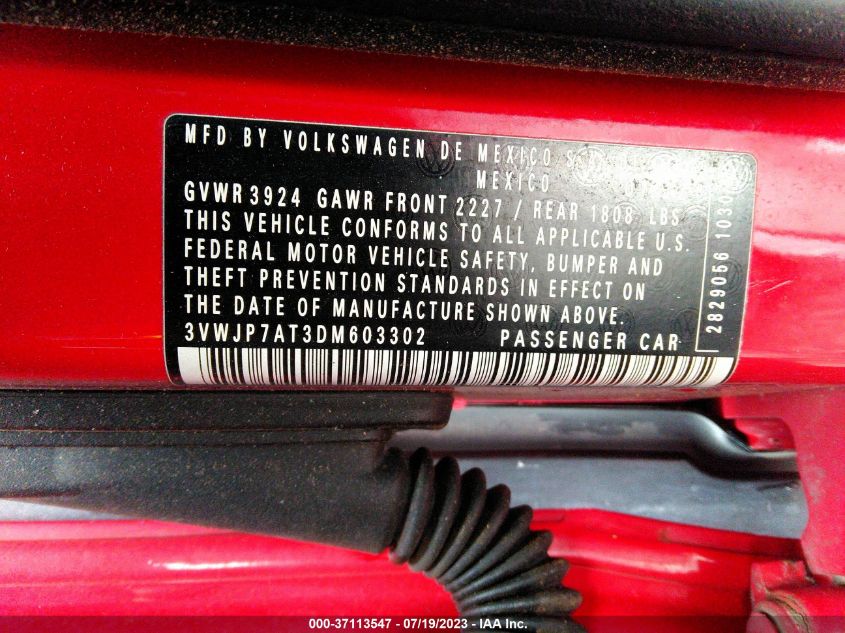 MFD BY VOLKSWAGEN DE MEXICO
MEXICO
GVWR 3924 GAWR FRONT 2227 / REAR 1808 LBS
THIS VEHICLE CONFORMS TO ALL APPLICABLE U.S.
FEDERAL MOTOR VEHICLE SAFETY, BUMPER AND
THEFT PREVENTION STANDARDS IN EFFECT ON
THE DATE OF MANUFACTURE SHOWN ABOVE.
3VWJP7AT3DM603302 PASSENGER CAR
2829056 1030
000-37113547 - 07/19/2023 - IAA Inc.